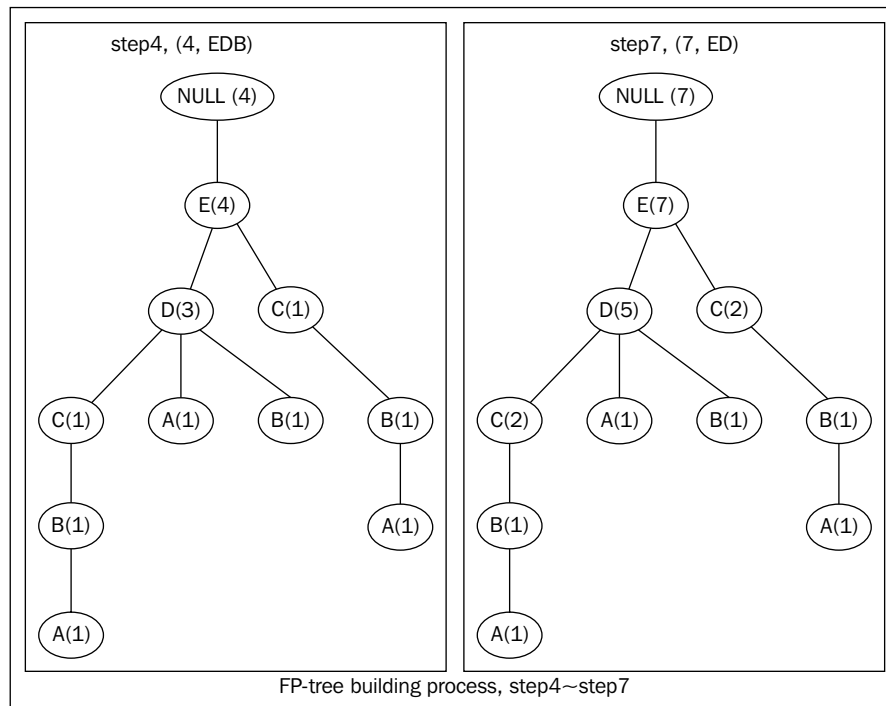 step4, (4, EDB)
NULL (4)
E(4)
D(3)
C(1)
C(1)
A(1)
B(1)
B(1)
B(1)
A(1)
A(1)
step7, (7, ED)
NULL (7)
E(7)
D(5)
C(2)
C(2)
A(1)
B(1)
B(1)
B(1)
A(1)
A(1)
FP-tree building process, step4~step7